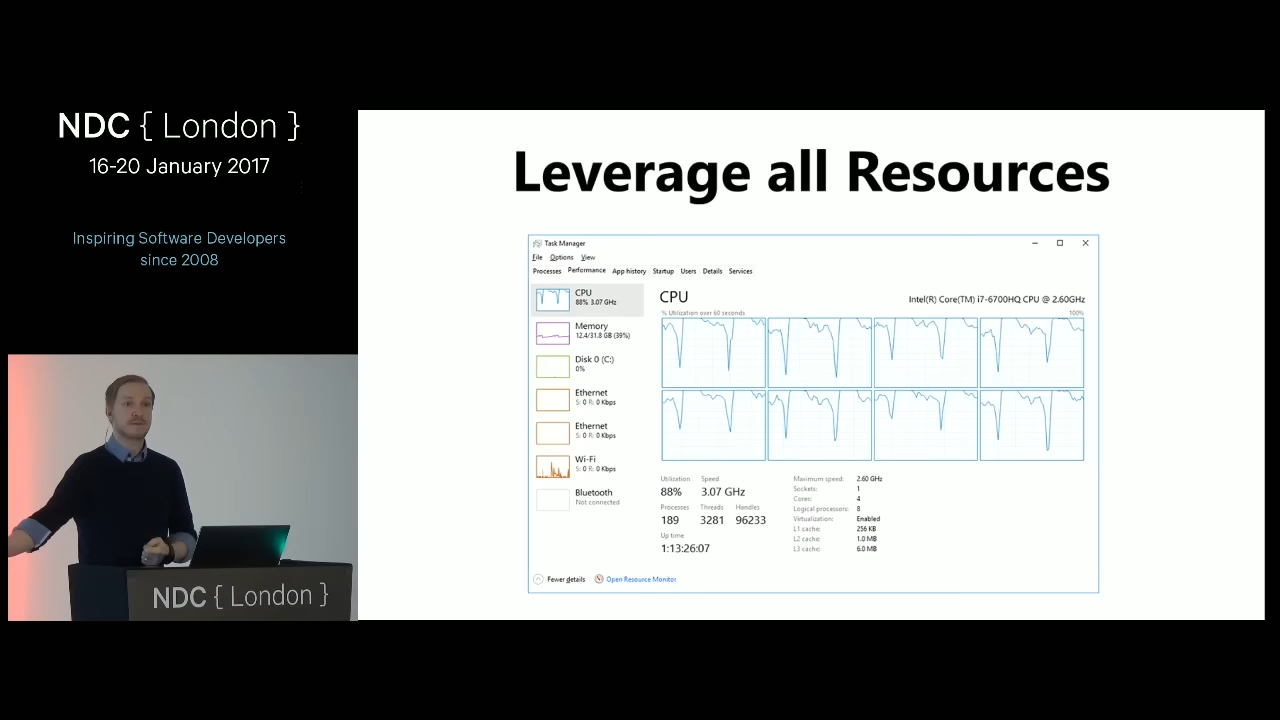 NDC { London }
16-20 January 2017
Inspiring Software Developers
since 2008
NDC { London }
Leverage all Resources
Task Manager
File Options View
Processes Performance App history Startup Users Details Services
CPU
88% 3.07 GHz
Memory
12.4/31.8 GB (39%)
Disk 0 (C:)
0%
Ethernet
S: 0 R: 0 Kbps
Ethernet
S: 0 R: 0 Kbps
Wi-Fi
S: 0 R: 0 Kbps
Bluetooth
Not connected
CPU Intel(R) Core(TM) i7-6700HQ CPU @ 2.60GHz
% Utilization over 60 seconds 100%
Utilization Speed
88% 3.07 GHz
Processes Threads Handles
189 3281 96233
Up time
1:13:26:07
Maximum speed: 2.60 GHz
Sockets: 1
Cores: 4
Logical processors: 8
Virtualization: Enabled
L1 cache: 256 KB
L2 cache: 1.0 MB
L3 cache: 6.0 MB
Fewer details Open Resource Monitor